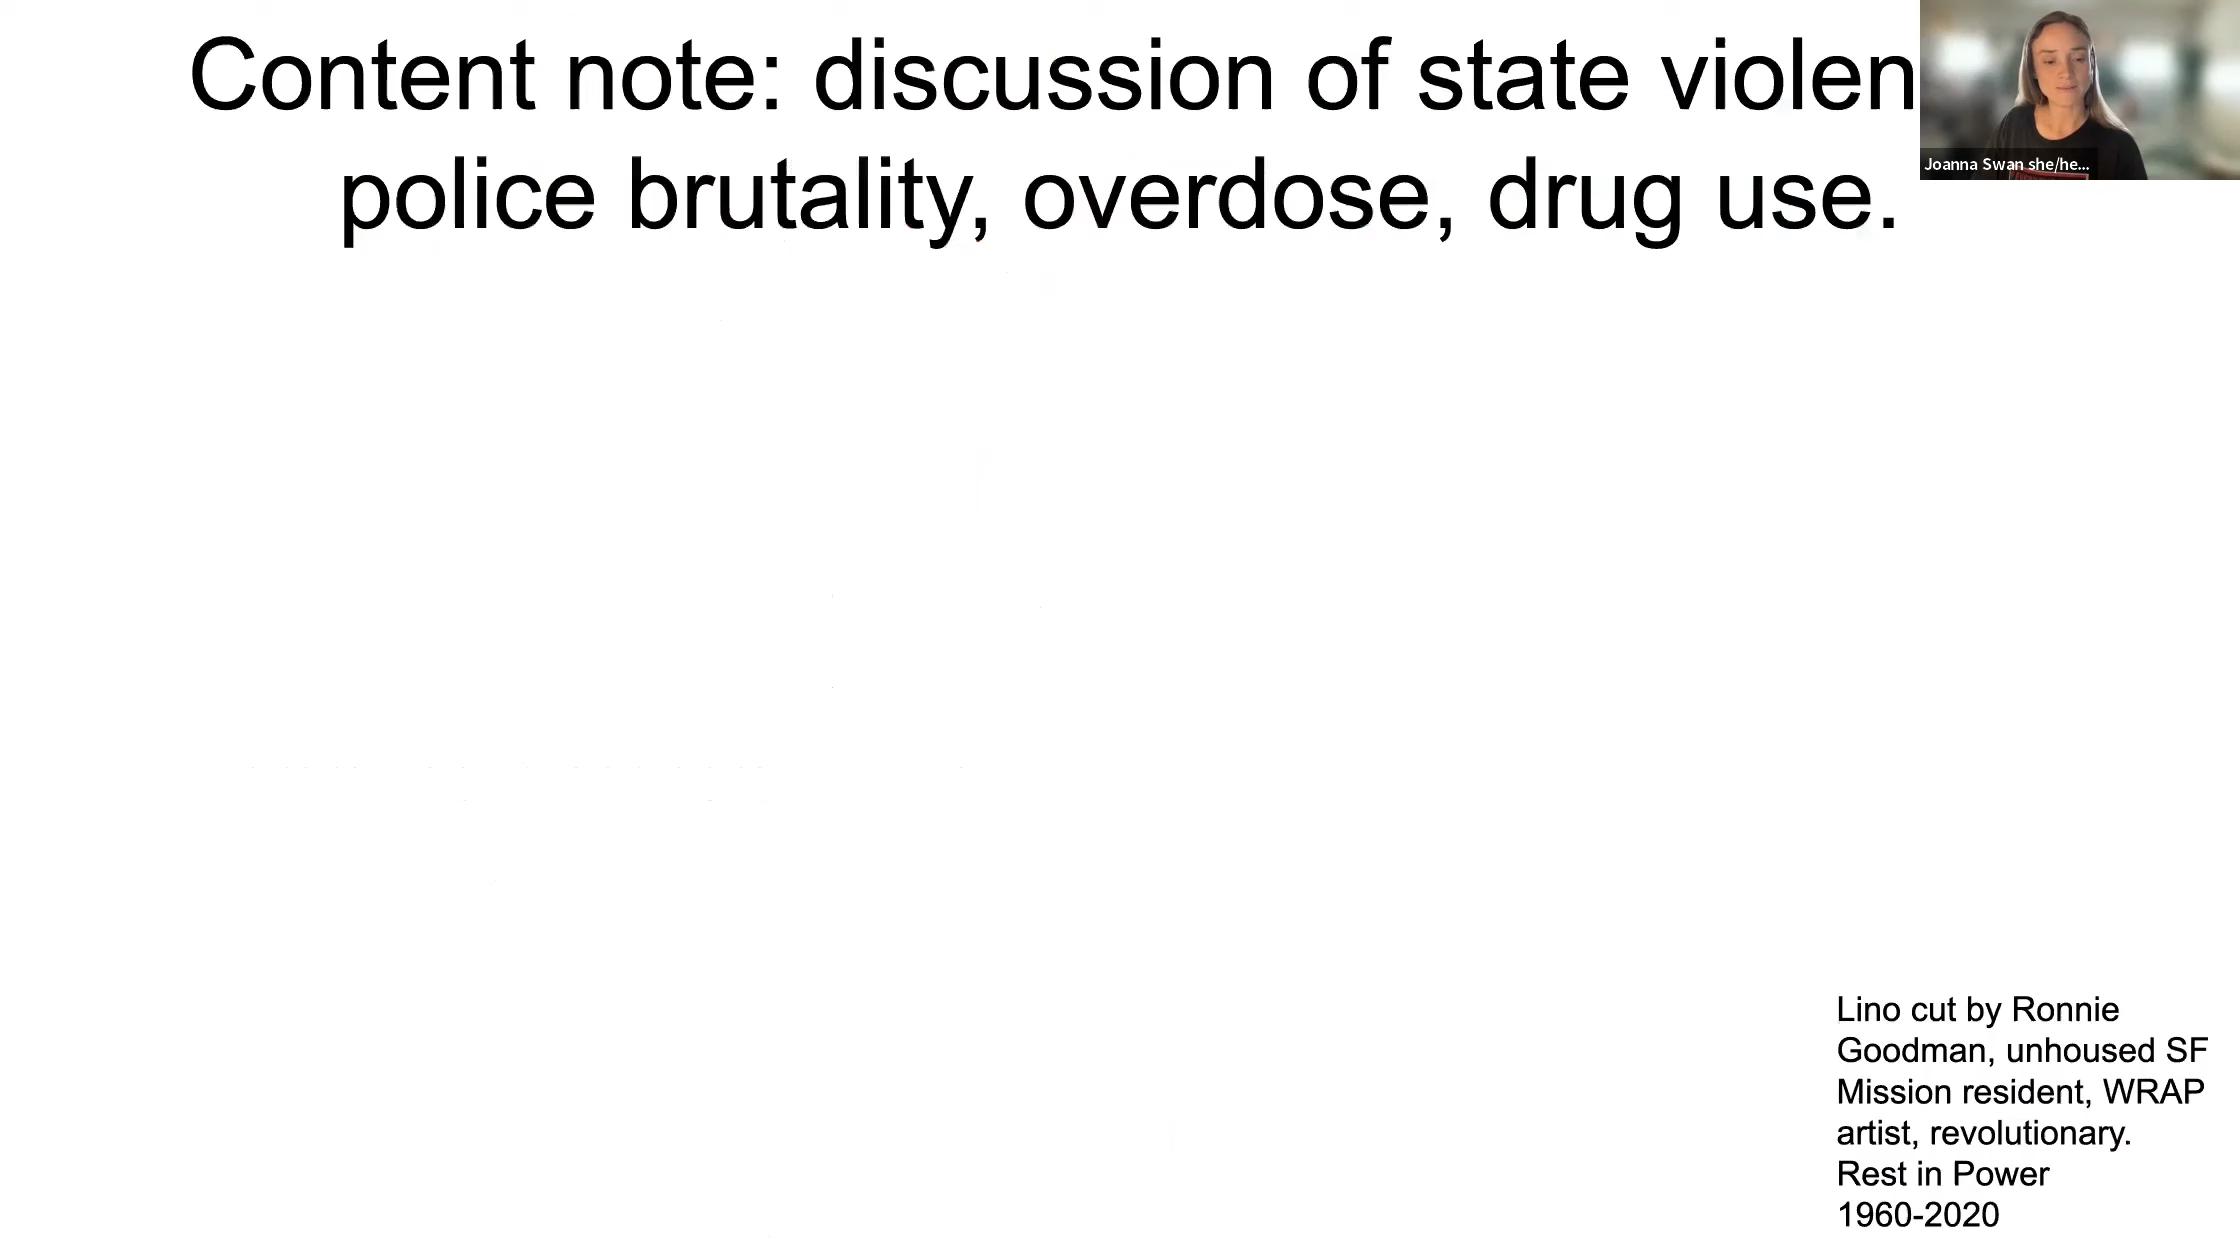 Content note: discussion of state violen
police brutality, overdose, drug use.
Joanna Swan she/he...
Lino cut by Ronnie
Goodman, unhoused SF
Mission resident, WRAP
artist, revolutionary.
Rest in Power
1960-2020